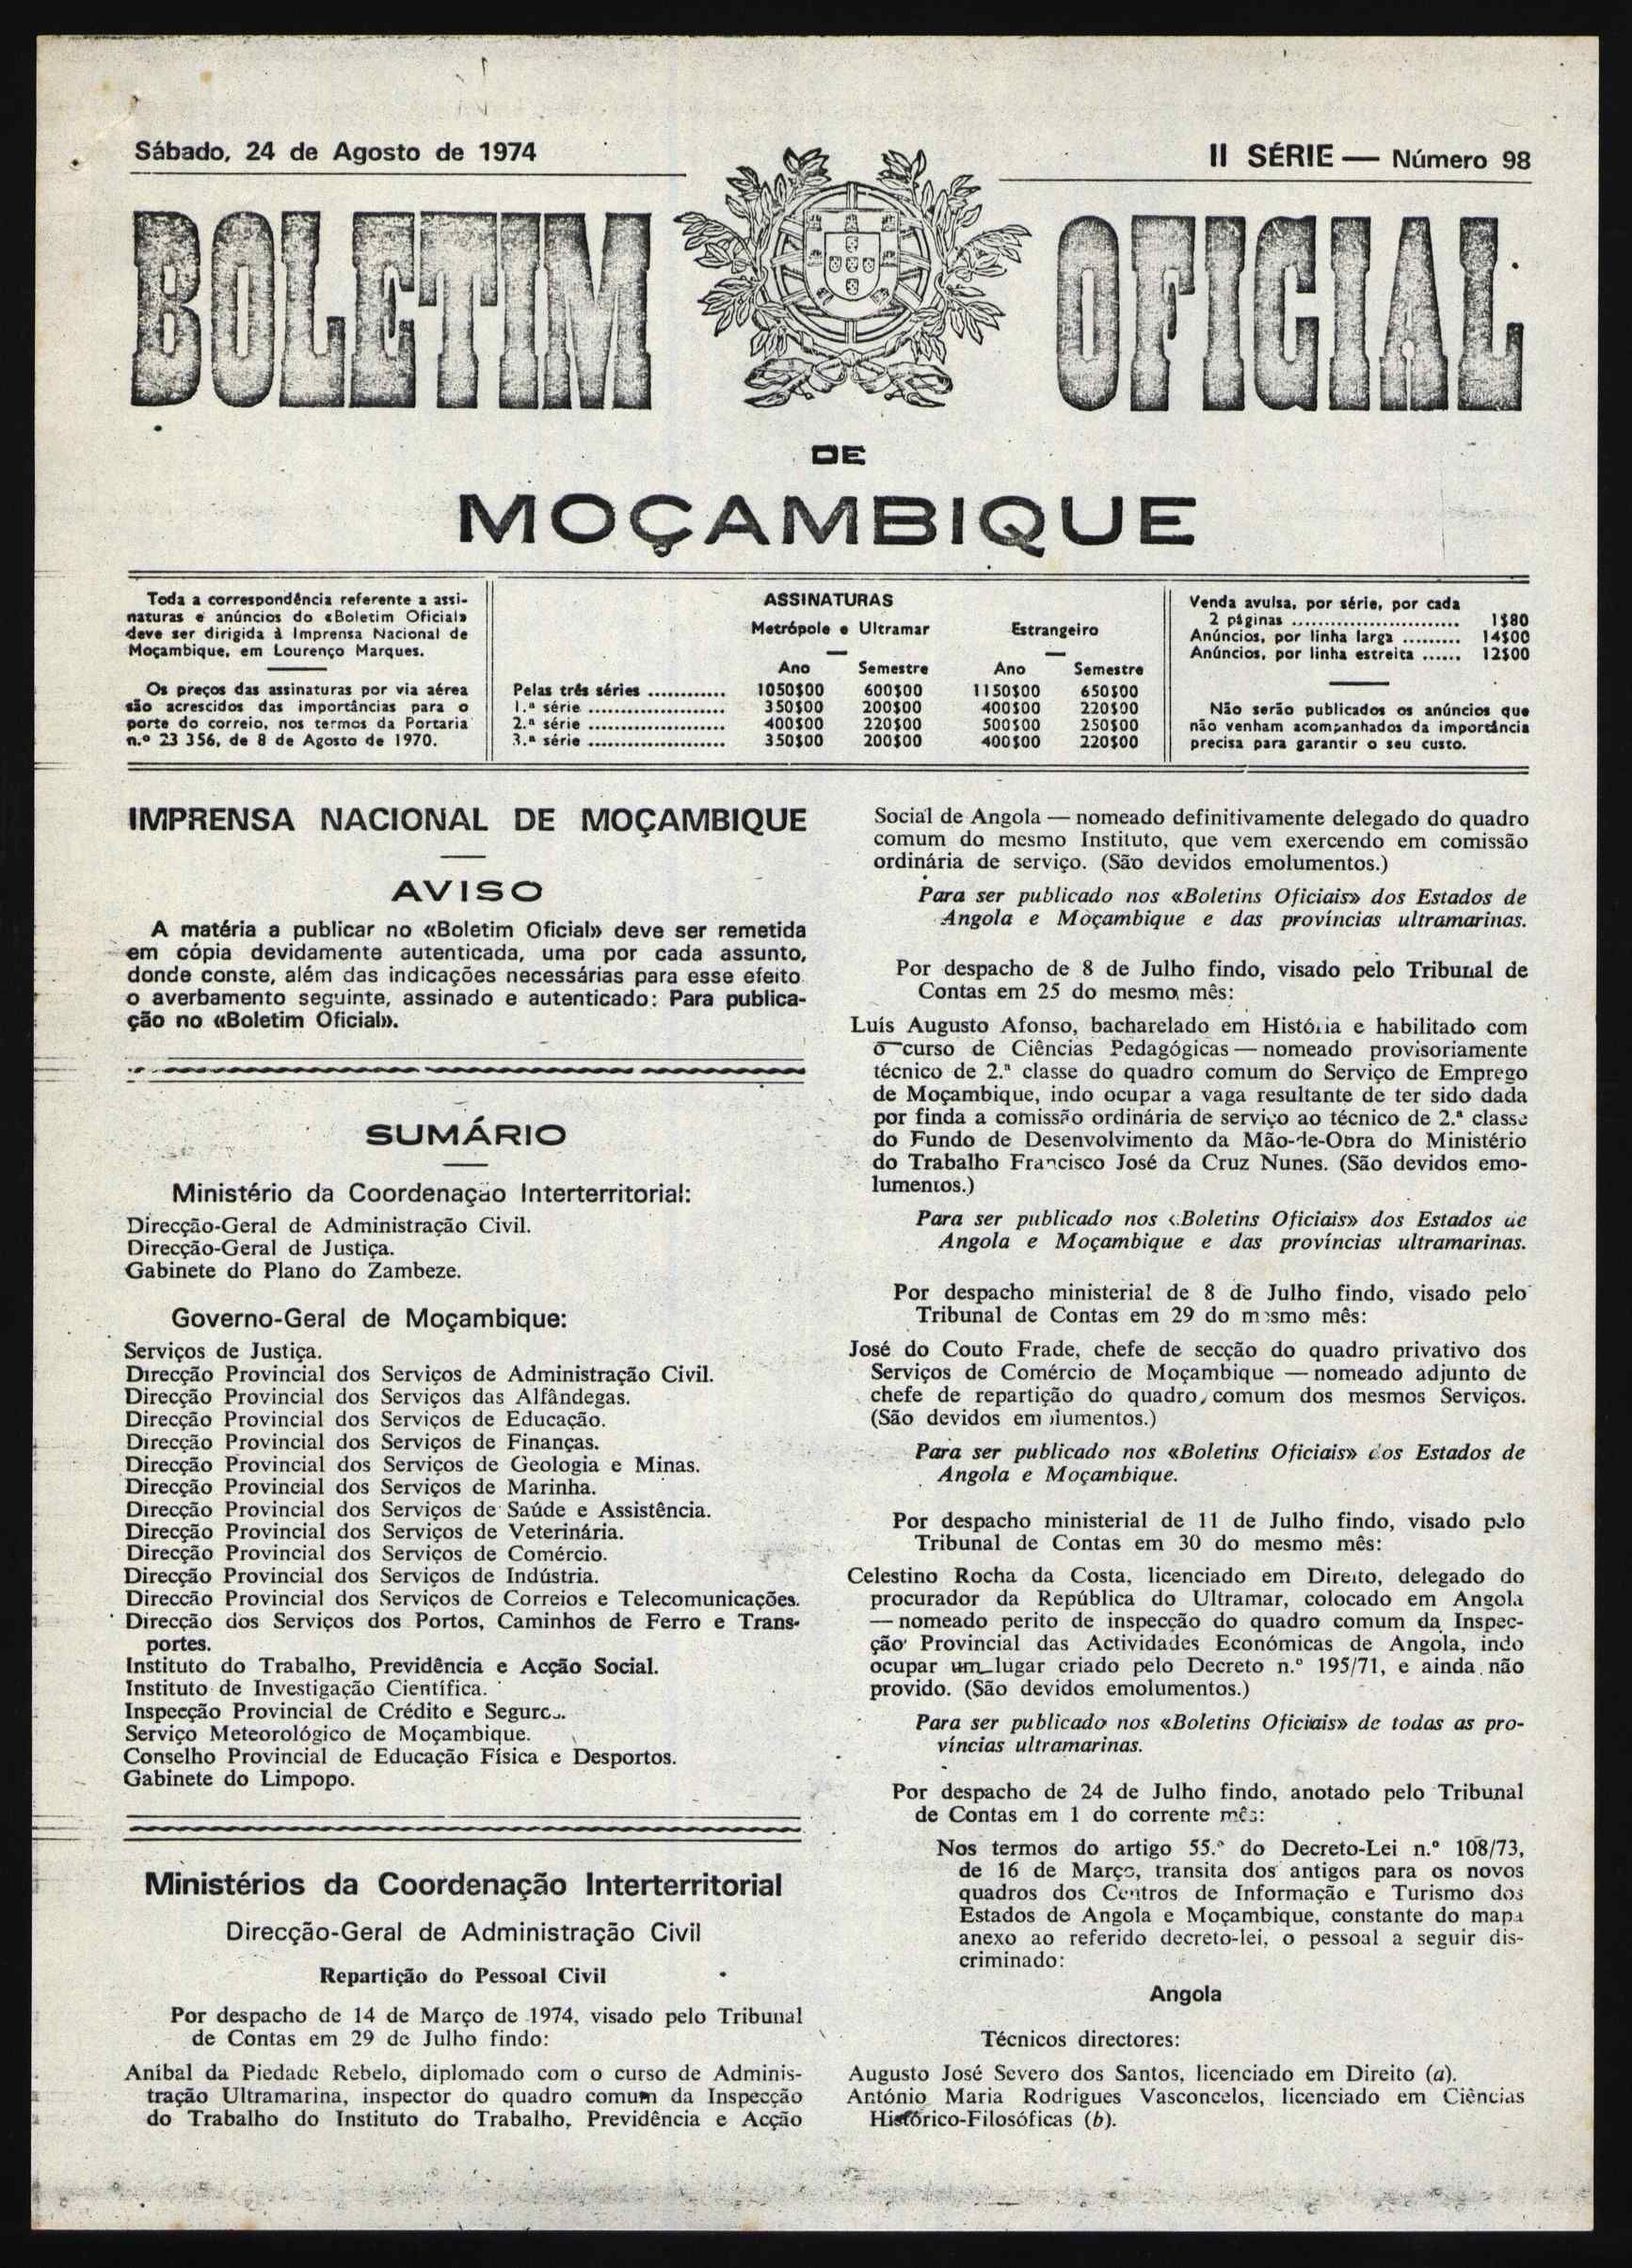 Sábado, 24 de Agosto de 1974
II SÉRIE — Número 98
BOLETIM OFICIAL
DE
MOÇAMBIQUE
Toda a correspondência referente a assi-
naturas e anúncios do «Boletim Oficial»
deve ser dirigida à Imprensa Nacional de
Moçambique, em Lourenço Marques.
Os preços das assinaturas por via aérea
são acrescidos das importâncias para o
porte do correio, nos termos da Portaria
n.º 23 356, de 8 de Agosto de 1970.
ASSINATURAS
Metrópole e Ultramar Estrangeiro
Ano Semestre Ano Semestre
Pelas três séries ............ 1050$00 600$00 1150$00 650$00
1.ª série ..................... 350$00 200$00 400$00 220$00
2.ª série ..................... 400$00 220$00 500$00 250$00
3.ª série ..................... 350$00 200$00 400$00 220$00
Venda avulsa, por série, por cada
2 páginas ......................... 1$80
Anúncios, por linha larga ......... 14$00
Anúncios, por linha estreita ...... 12$00
Não serão publicados os anúncios que
não venham acompanhados da importância
precisa para garantir o seu custo.
IMPRENSA NACIONAL DE MOÇAMBIQUE
AVISO
A matéria a publicar no «Boletim Oficial» deve ser remetida
em cópia devidamente autenticada, uma por cada assunto,
donde conste, além das indicações necessárias para esse efeito
o averbamento seguinte, assinado e autenticado: Para publica-
ção no «Boletim Oficial».
SUMÁRIO
Ministério da Coordenação Interterritorial:
Direcção-Geral de Administração Civil.
Direcção-Geral de Justiça.
Gabinete do Plano do Zambeze.
Governo-Geral de Moçambique:
Serviços de Justiça.
Direcção Provincial dos Serviços de Administração Civil.
Direcção Provincial dos Serviços das Alfândegas.
Direcção Provincial dos Serviços de Educação.
Direcção Provincial dos Serviços de Finanças.
Direcção Provincial dos Serviços de Geologia e Minas.
Direcção Provincial dos Serviços de Marinha.
Direcção Provincial dos Serviços de Saúde e Assistência.
Direcção Provincial dos Serviços de Veterinária.
Direcção Provincial dos Serviços de Comércio.
Direcção Provincial dos Serviços de Indústria.
Direcção Provincial dos Serviços de Correios e Telecomunicações.
Direcção dos Serviços dos Portos, Caminhos de Ferro e Trans-
portes.
Instituto do Trabalho, Previdência e Acção Social.
Instituto de Investigação Científica.
Inspecção Provincial de Crédito e Seguros.
Serviço Meteorológico de Moçambique.
Conselho Provincial de Educação Física e Desportos.
Gabinete do Limpopo.
Ministérios da Coordenação Interterritorial
Direcção-Geral de Administração Civil
Repartição do Pessoal Civil
Por despacho de 14 de Março de 1974, visado pelo Tribunal
de Contas em 29 de Julho findo:
Aníbal da Piedade Rebelo, diplomado com o curso de Adminis-
tração Ultramarina, inspector do quadro comum da Inspecção
do Trabalho do Instituto do Trabalho, Previdência e Acção
Social de Angola — nomeado definitivamente delegado do quadro
comum do mesmo Instituto, que vem exercendo em comissão
ordinária de serviço. (São devidos emolumentos.)
Para ser publicado nos «Boletins Oficiais» dos Estados de
Angola e Moçambique e das províncias ultramarinas.
Por despacho de 8 de Julho findo, visado pelo Tribunal de
Contas em 25 do mesmo mês:
Luís Augusto Afonso, bacharelado em História e habilitado com
o curso de Ciências Pedagógicas — nomeado provisoriamente
técnico de 2.ª classe do quadro comum do Serviço de Emprego
de Moçambique, indo ocupar a vaga resultante de ter sido dada
por finda a comissão ordinária de serviço ao técnico de 2.ª classe
do Fundo de Desenvolvimento da Mão-de-Obra do Ministério
do Trabalho Francisco José da Cruz Nunes. (São devidos emo-
lumentos.)
Para ser publicado nos «Boletins Oficiais» dos Estados de
Angola e Moçambique e das províncias ultramarinas.
Por despacho ministerial de 8 de Julho findo, visado pelo
Tribunal de Contas em 29 do mesmo mês:
José do Couto Frade, chefe de secção do quadro privativo dos
Serviços de Comércio de Moçambique — nomeado adjunto de
chefe de repartição do quadro comum dos mesmos Serviços.
(São devidos emolumentos.)
Para ser publicado nos «Boletins Oficiais» dos Estados de
Angola e Moçambique.
Por despacho ministerial de 11 de Julho findo, visado pelo
Tribunal de Contas em 30 do mesmo mês:
Celestino Rocha da Costa, licenciado em Direito, delegado do
procurador da República do Ultramar, colocado em Angola
— nomeado perito de inspecção do quadro comum da Inspec-
ção Provincial das Actividades Económicas de Angola, indo
ocupar um lugar criado pelo Decreto n.º 195/71, e ainda não
provido. (São devidos emolumentos.)
Para ser publicado nos «Boletins Oficiais» de todas as pro-
víncias ultramarinas.
Por despacho de 24 de Julho findo, anotado pelo Tribunal
de Contas em 1 do corrente mês:
Nos termos do artigo 55.º do Decreto-Lei n.º 108/73,
de 16 de Março, transita dos antigos para os novos
quadros dos Centros de Informação e Turismo dos
Estados de Angola e Moçambique, constante do mapa
anexo ao referido decreto-lei, o pessoal a seguir dis-
criminado:
Angola
Técnicos directores:
Augusto José Severo dos Santos, licenciado em Direito (a).
António Maria Rodrigues Vasconcelos, licenciado em Ciências
Histórico-Filosóficas (b).